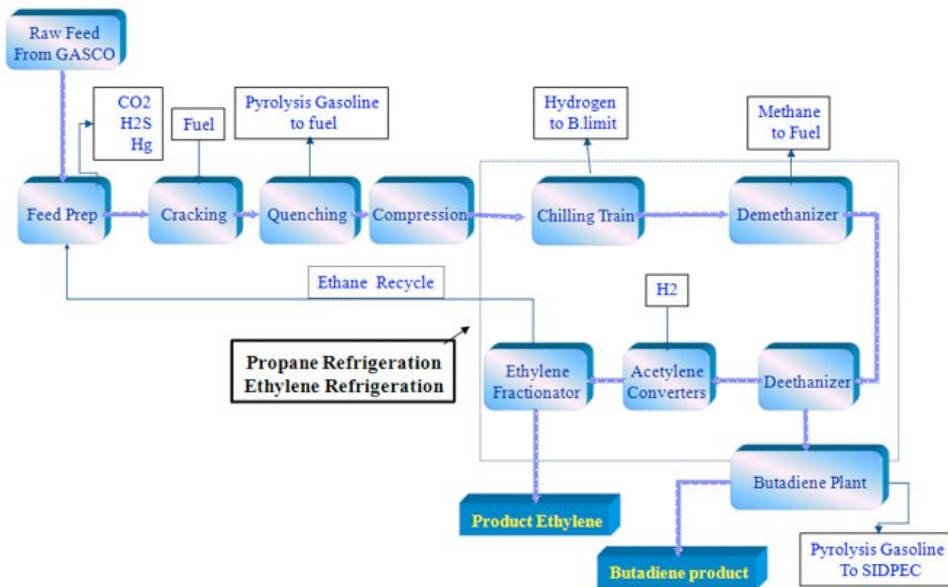 Raw Feed
From GASCO
CO2
H2S
Hg
Fuel
Pyrolysis Gasoline
to fuel
Hydrogen
to B.limit
Methane
to Fuel
Feed Prep
Cracking
Quenching
Compression
Chilling Train
Demethanizer
Ethane Recycle
H2
Propane Refrigeration
Ethylene Refrigeration
Ethylene
Fractionator
Acetylene
Converters
Deethanizer
Butadiene Plant
Product Ethylene
Butadiene product
Pyrolysis Gasoline
To SIDPEC